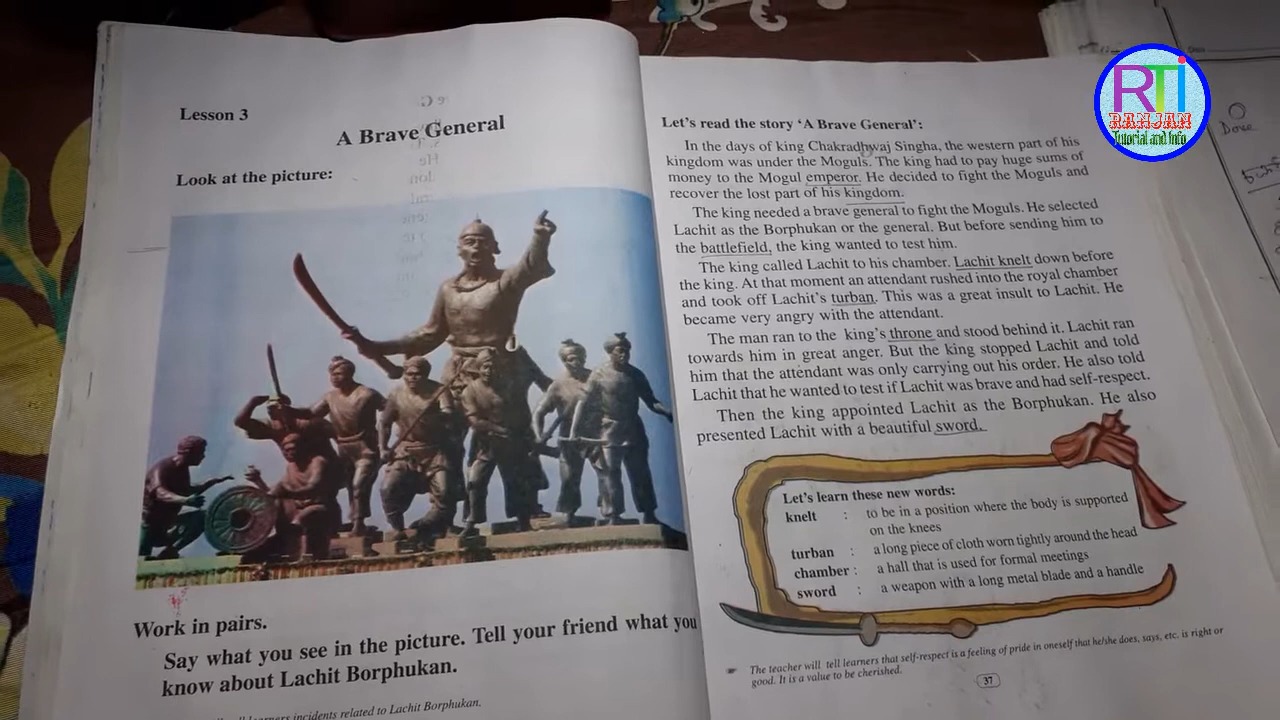 Lesson 3
A Brave General
Look at the picture:
Work in pairs.
Say what you see in the picture. Tell your friend what you
know about Lachit Borphukan.
learners incidents related to Lachit Borphukan.
Let's read the story ‘A Brave General’:
In the days of king Chakradhwaj Singha, the western part of his
kingdom was under the Moguls. The king had to pay huge sums of
money to the Mogul emperor. He decided to fight the Moguls and
recover the lost part of his kingdom.
The king needed a brave general to fight the Moguls. He selected
Lachit as the Borphukan or the general. But before sending him to
the battlefield, the king wanted to test him.
The king called Lachit to his chamber. Lachit knelt down before
the king. At that moment an attendant rushed into the royal chamber
and took off Lachit's turban. This was a great insult to Lachit. He
became very angry with the attendant.
The man ran to the king's throne and stood behind it. Lachit ran
towards him in great anger. But the king stopped Lachit and told
him that the attendant was only carrying out his order. He also told
Lachit that he wanted to test if Lachit was brave and had self-respect.
Then the king appointed Lachit as the Borphukan. He also
presented Lachit with a beautiful sword.
Let's learn these new words:
knelt : to be in a position where the body is supported
on the knees
turban : a long piece of cloth worn tightly around the head
chamber : a hall that is used for formal meetings
sword : a weapon with a long metal blade and a handle
The teacher will tell learners that self-respect is a feeling of pride in oneself that he/she does, says, etc. is right or
good. It is a value to be cherished.
37
RTI
RANJAN
Tutorial and Info
Done